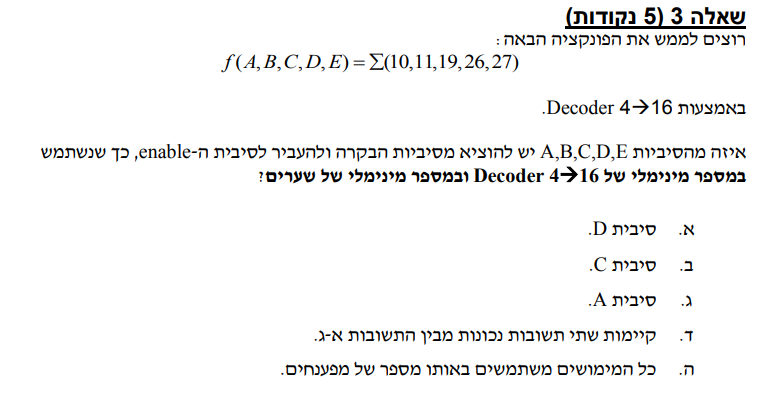 שאלה 3 (5 נקודות)
רוצים לממש את הפונקציה הבאה :
f(A,B,C,D,E)=∑(10,11,19,26,27)
באמצעות Decoder 4→16.
איזה מהסיביות A,B,C,D,E יש להוציא מסיביות הבקרה ולהעביר לסיבית ה-enable, כך שנשתמש
במספר מינימלי של Decoder 4→16 ובמספר מינימלי של שערים?
א. סיבית D.
ב. סיבית C.
ג. סיבית A.
ד. קיימות שתי תשובות נכונות מבין התשובות א-ג.
ה. כל המימושים משתמשים באותו מספר של מפענחים.